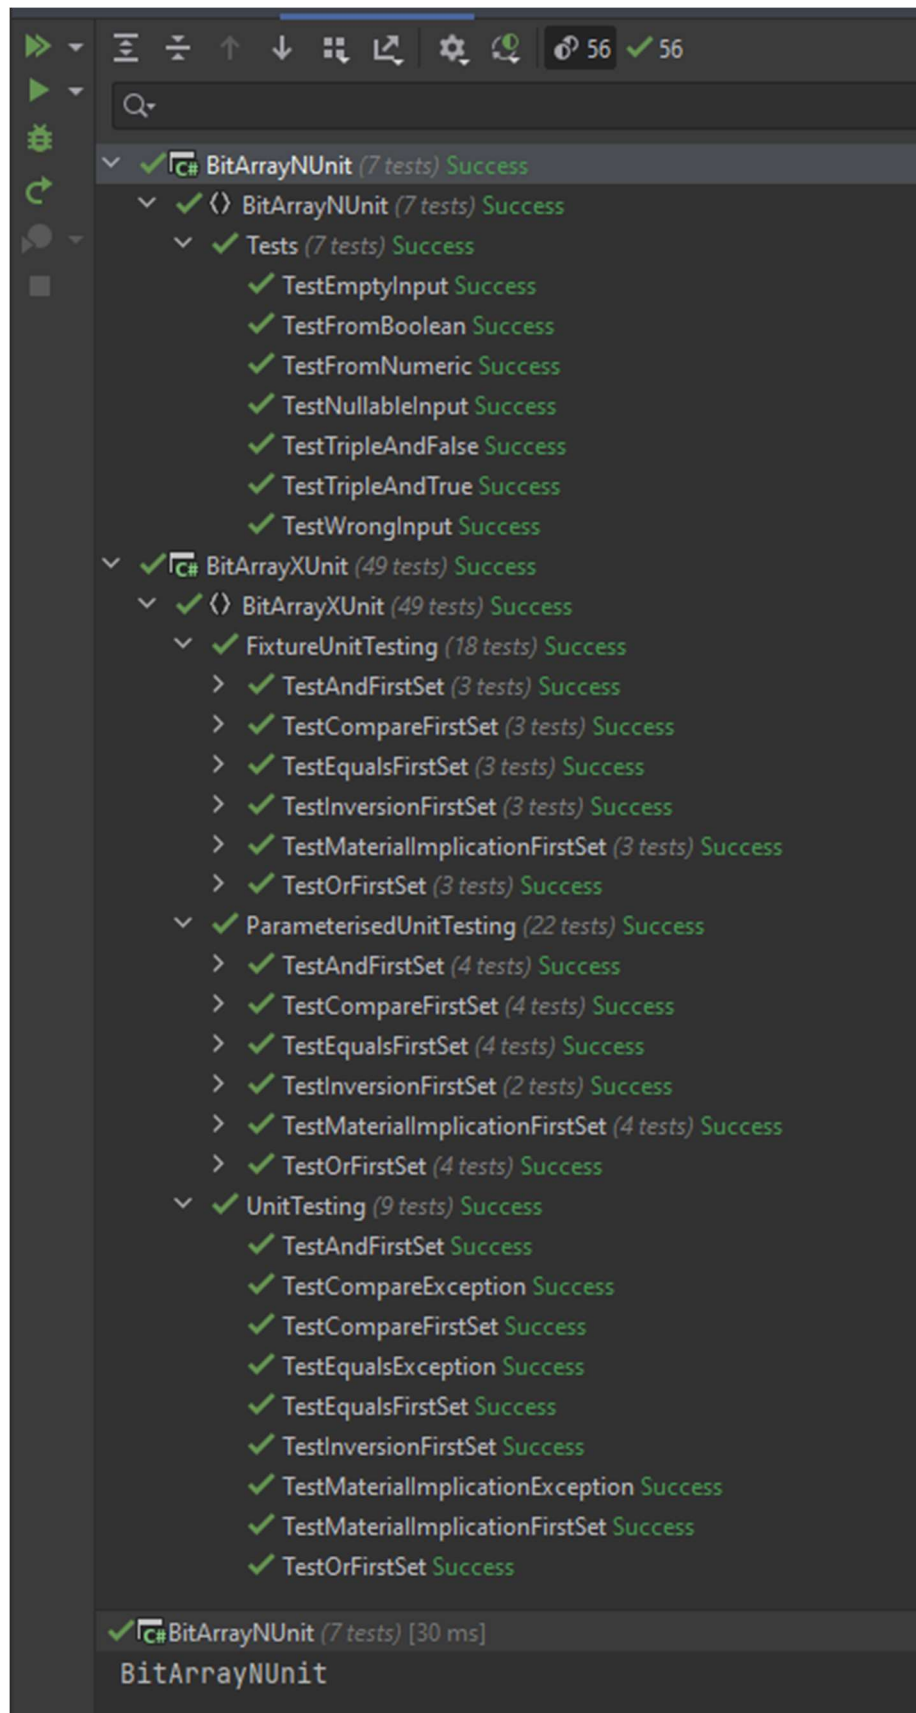 56 56
BitArrayNUnit (7 tests) Success
BitArrayNUnit (7 tests) Success
Tests (7 tests) Success
TestEmptyInput Success
TestFromBoolean Success
TestFromNumeric Success
TestNullableInput Success
TestTripleAndFalse Success
TestTripleAndTrue Success
TestWrongInput Success
BitArrayXUnit (49 tests) Success
BitArrayXUnit (49 tests) Success
FixtureUnitTesting (18 tests) Success
TestAndFirstSet (3 tests) Success
TestCompareFirstSet (3 tests) Success
TestEqualsFirstSet (3 tests) Success
TestInversionFirstSet (3 tests) Success
TestMaterialImplicationFirstSet (3 tests) Success
TestOrFirstSet (3 tests) Success
ParameterisedUnitTesting (22 tests) Success
TestAndFirstSet (4 tests) Success
TestCompareFirstSet (4 tests) Success
TestEqualsFirstSet (4 tests) Success
TestInversionFirstSet (2 tests) Success
TestMaterialImplicationFirstSet (4 tests) Success
TestOrFirstSet (4 tests) Success
UnitTesting (9 tests) Success
TestAndFirstSet Success
TestCompareException Success
TestCompareFirstSet Success
TestEqualsException Success
TestEqualsFirstSet Success
TestInversionFirstSet Success
TestMaterialImplicationException Success
TestMaterialImplicationFirstSet Success
TestOrFirstSet Success
BitArrayNUnit (7 tests) [30 ms]
BitArrayNUnit